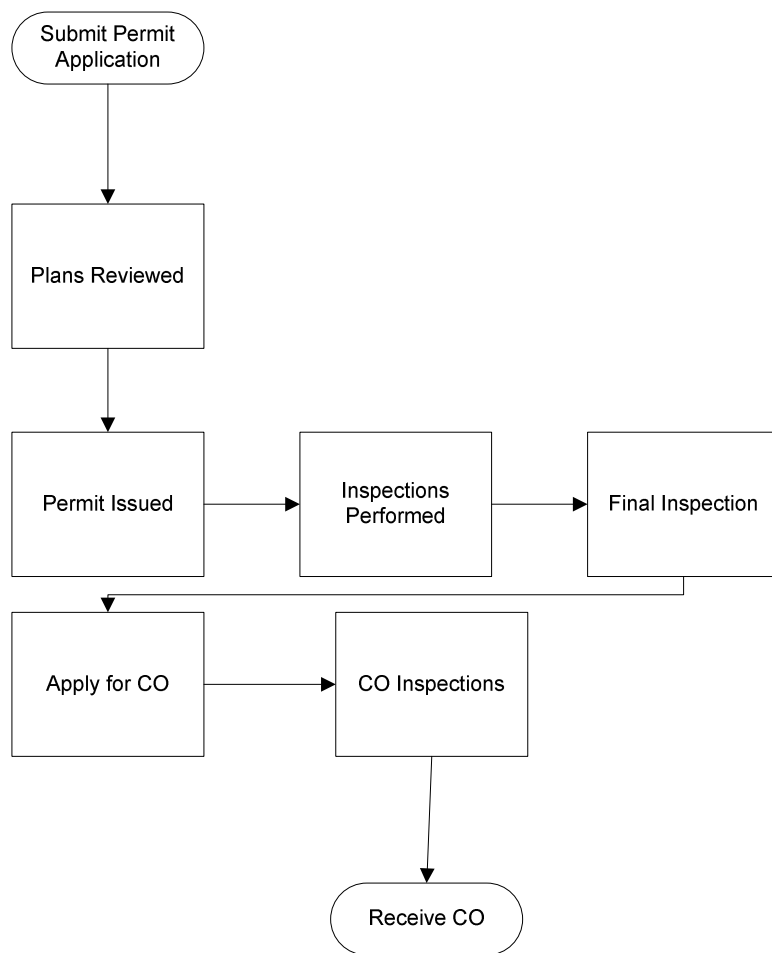 Submit Permit
Application
Plans Reviewed
Permit Issued
Inspections
Performed
Final Inspection
Apply for CO
CO Inspections
Receive CO